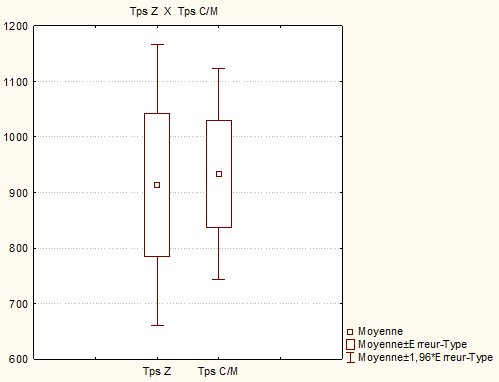 Tps Z X Tps C/M
1200
1100
1000
900
800
700
600
Tps Z Tps C/M
Moyenne
Moyenne±Erreur-Type
Moyenne±1,96*Erreur-Type